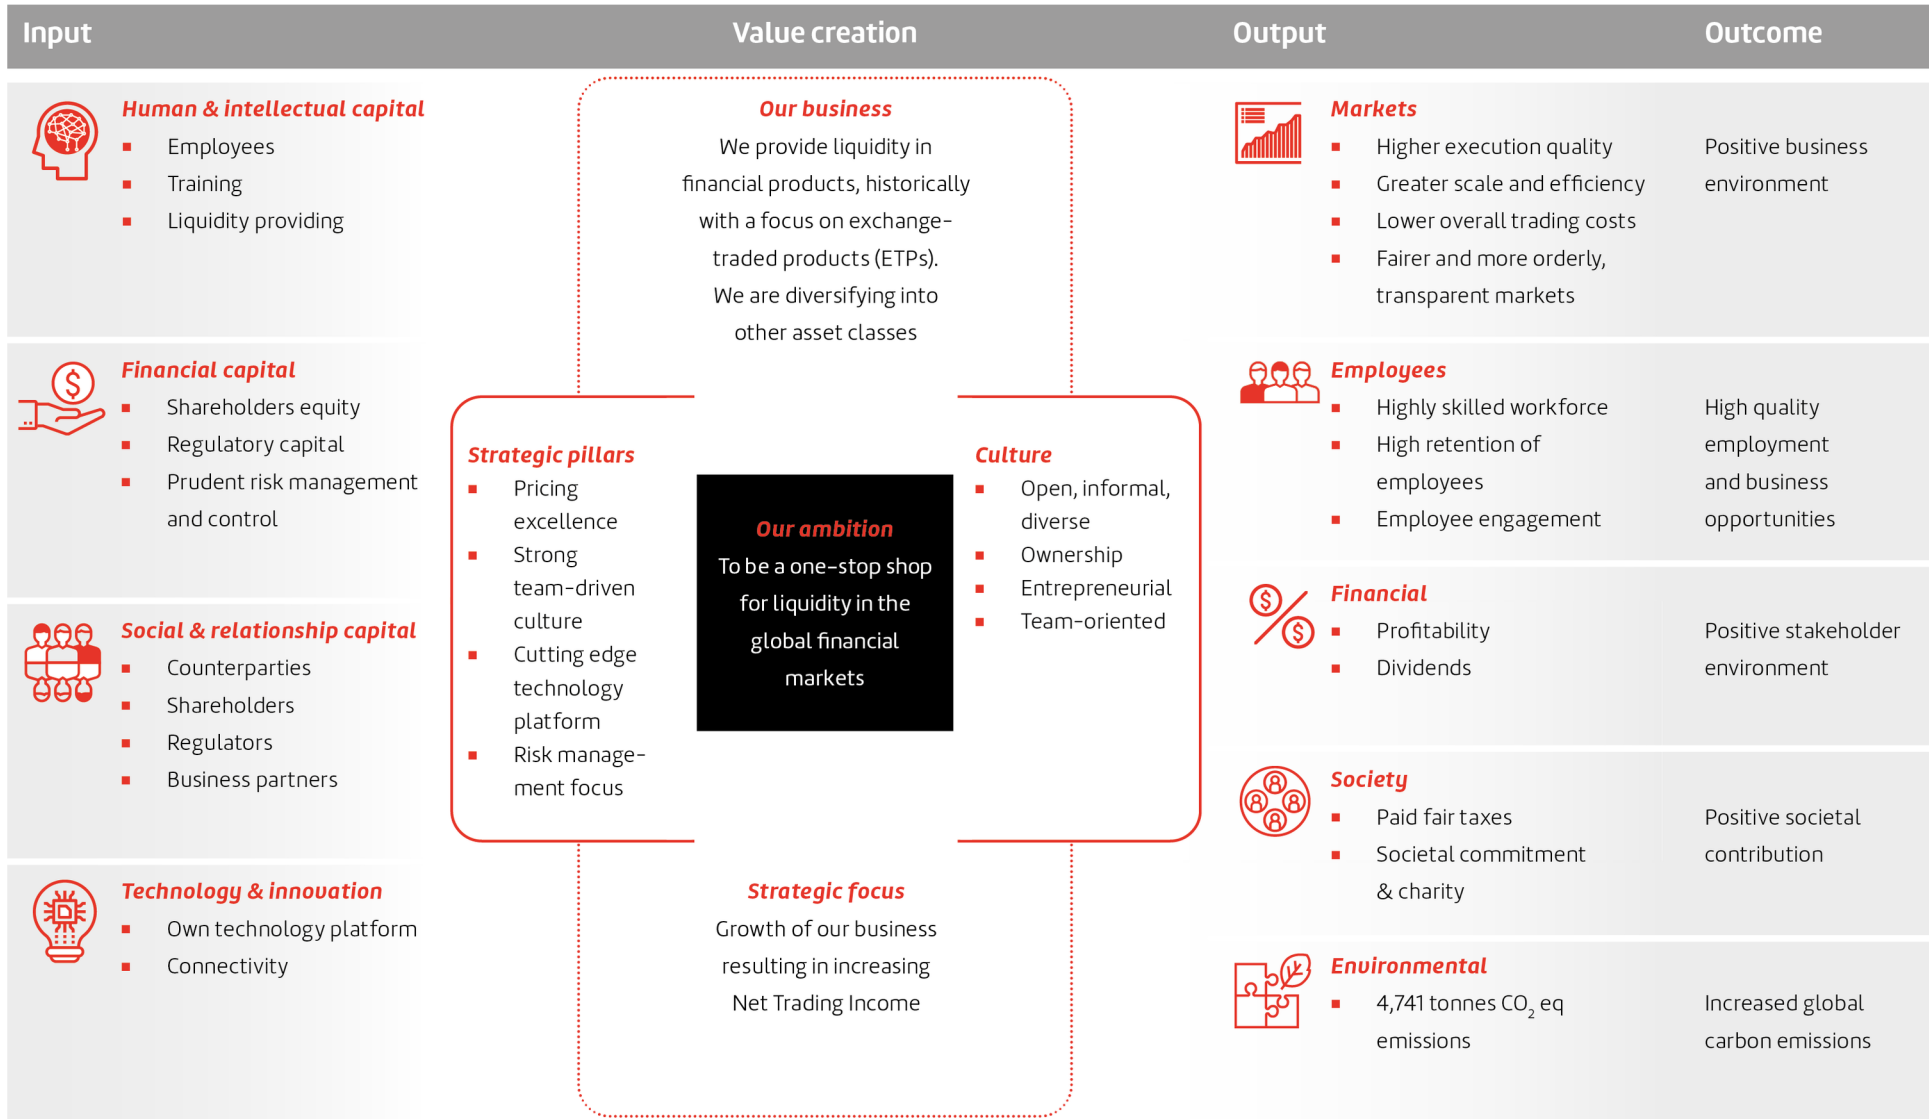 Input
Value creation
Output
Outcome
Human & intellectual capital
Employees
Training
Liquidity providing
Financial capital
Shareholders equity
Regulatory capital
Prudent risk management
and control
Social & relationship capital
Counterparties
Shareholders
Regulators
Business partners
Technology & innovation
Own technology platform
Connectivity
Our business
We provide liquidity in
financial products, historically
with a focus on exchange-
traded products (ETPs).
We are diversifying into
other asset classes
Strategic pillars
Pricing
excellence
Strong
team-driven
culture
Cutting edge
technology
platform
Risk manage-
ment focus
Our ambition
To be a one-stop shop
for liquidity in the
global financial
markets
Culture
Open, informal,
diverse
Ownership
Entrepreneurial
Team-oriented
Strategic focus
Growth of our business
resulting in increasing
Net Trading Income
Markets
Higher execution quality
Greater scale and efficiency
Lower overall trading costs
Fairer and more orderly,
transparent markets
Positive business
environment
Employees
Highly skilled workforce
High retention of
employees
Employee engagement
High quality
employment
and business
opportunities
Financial
Profitability
Dividends
Positive stakeholder
environment
Society
Paid fair taxes
Societal commitment
& charity
Positive societal
contribution
Environmental
4,741 tonnes CO₂ eq
emissions
Increased global
carbon emissions